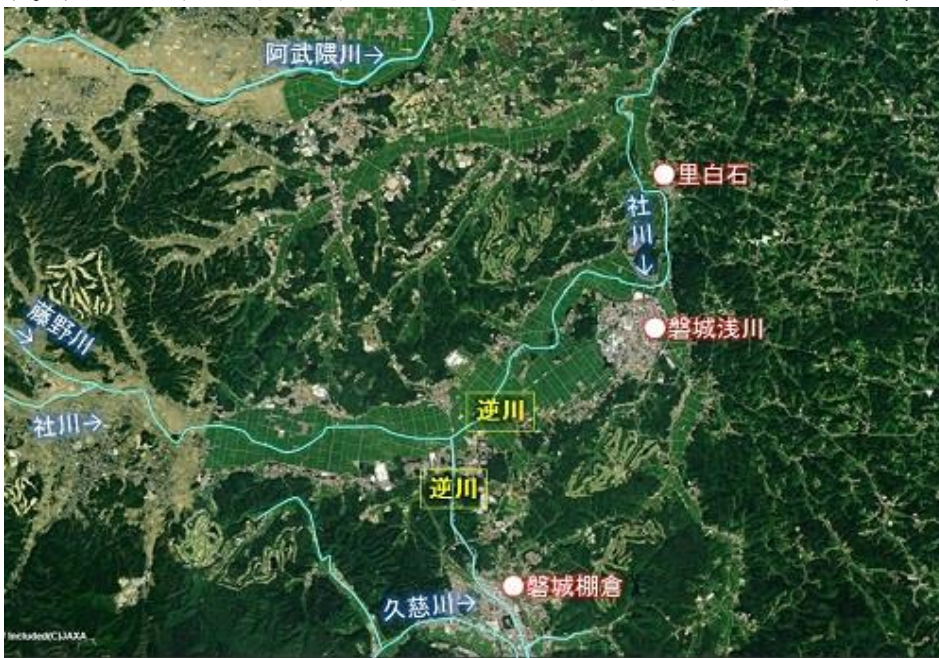 阿武隈川→
里白石
社川→
藤野川→
磐城浅川
逆川
社川→
逆川
磐城棚倉
久慈川→
Included(C)JAXA